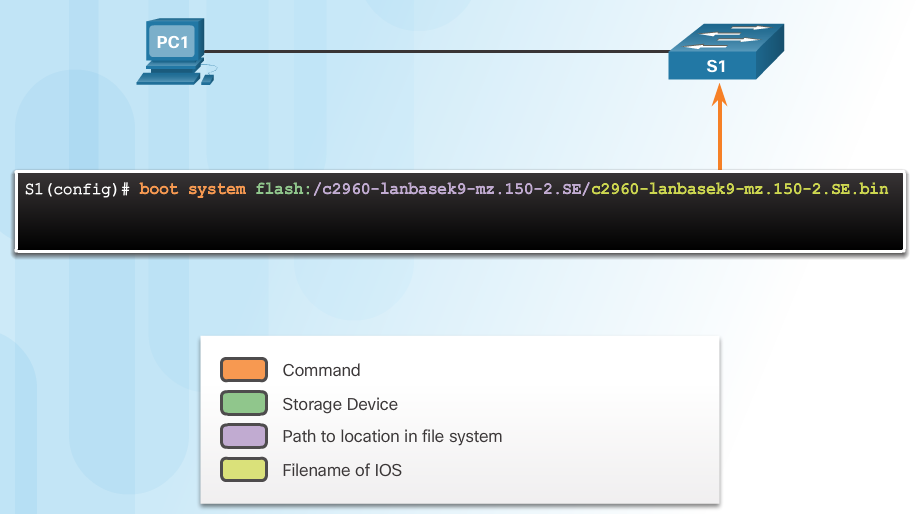 PC1
S1
S1(config)# boot system flash:/c2960-lanbasek9-mz.150-2.SE/c2960-lanbasek9-mz.150-2.SE.bin
Command
Storage Device
Path to location in file system
Filename of IOS